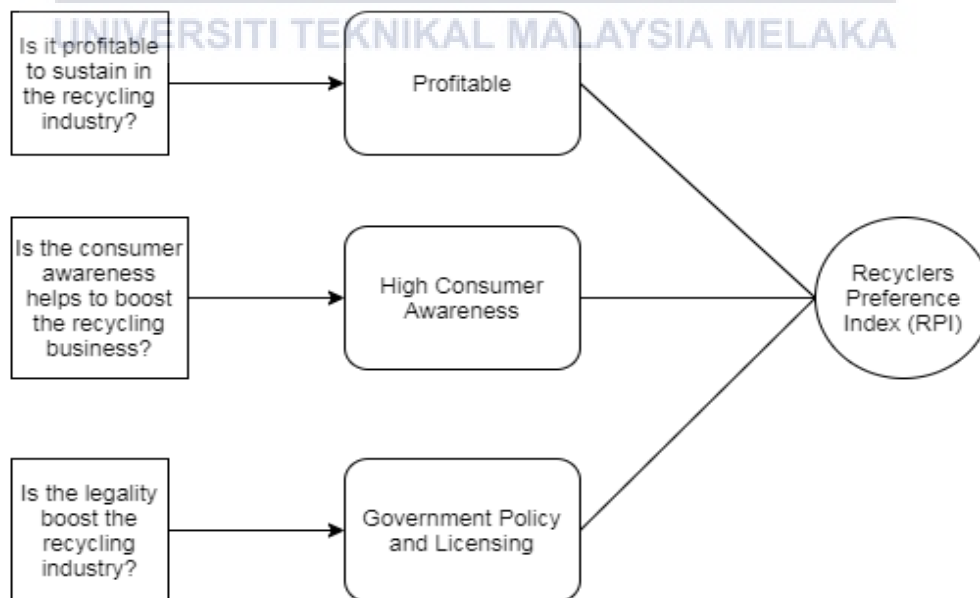 UNIVERSITI TEKNIKAL MALAYSIA MELAKA
Is it profitable
to sustain in
the recycling
industry?
Profitable
Is the consumer
awareness
helps to boost
the recycling
business?
High Consumer
Awareness
Recyclers
Preference
Index (RPI)
Is the legality
boost the
recycling
industry?
Government Policy
and Licensing